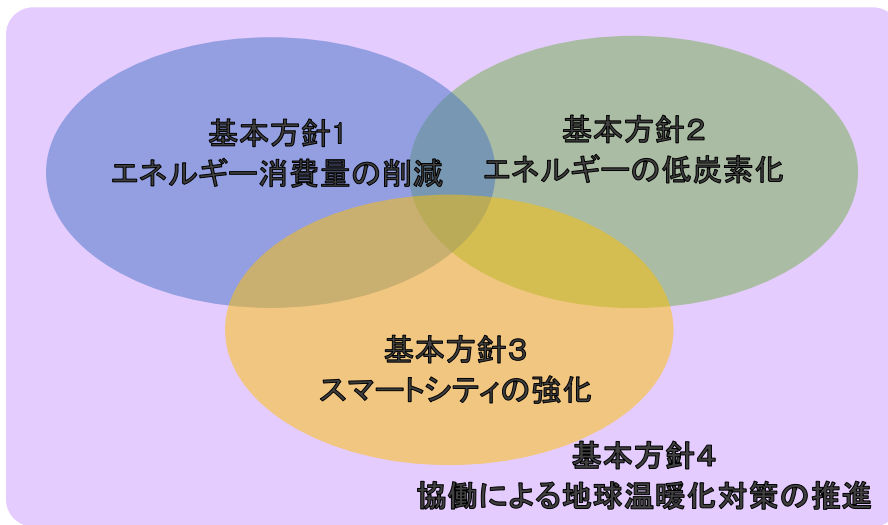 基本方針1
エネルギー消費量の削減
基本方針２
エネルギーの低炭素化
基本方針３
スマートシティの強化
基本方針４
協働による地球温暖化対策の推進